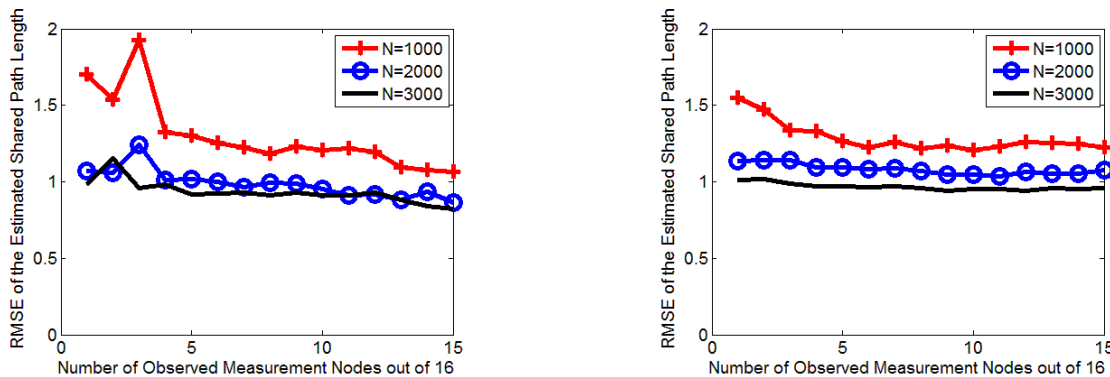 RMSE of the Estimated Shared Path Length
2
1.5
1
0.5
0
0
5
10
15
N=1000
N=2000
N=3000
Number of Observed Measurement Nodes out of 16
RMSE of the Estimated Shared Path Length
2
1.5
1
0.5
0
0
5
10
15
N=1000
N=2000
N=3000
Number of Observed Measurement Nodes out of 16